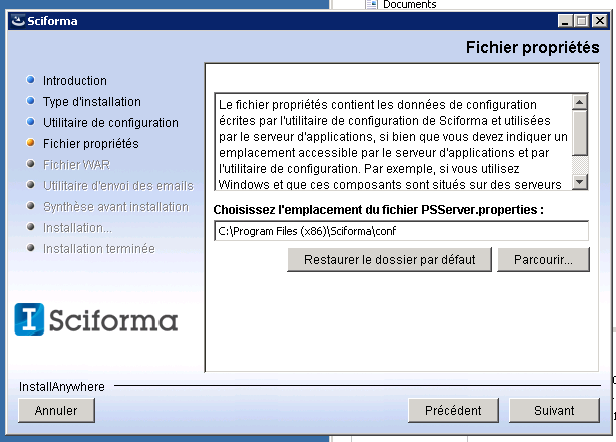 Documents
Sciforma
Fichier propriétés
Introduction
Type d'installation
Utilitaire de configuration
Fichier propriétés
Fichier WAR
Utilitaire d'envoi des emails
Synthèse avant installation
Installation...
Installation terminée
Le fichier propriétés contient les données de configuration
écrites par l'utilitaire de configuration de Sciforma et utilisées
par le serveur d'applications, si bien que vous devez indiquer un
emplacement accessible par le serveur d'applications et par
l'utilitaire de configuration. Par exemple, si vous utilisez
Windows et que ces composants sont situés sur des serveurs
Choisissez l'emplacement du fichier PSServer.properties :
C:\Program Files (x86)\Sciforma\conf
Restaurer le dossier par défaut
Parcourir...
Sciforma
InstallAnywhere
Annuler
Précédent
Suivant